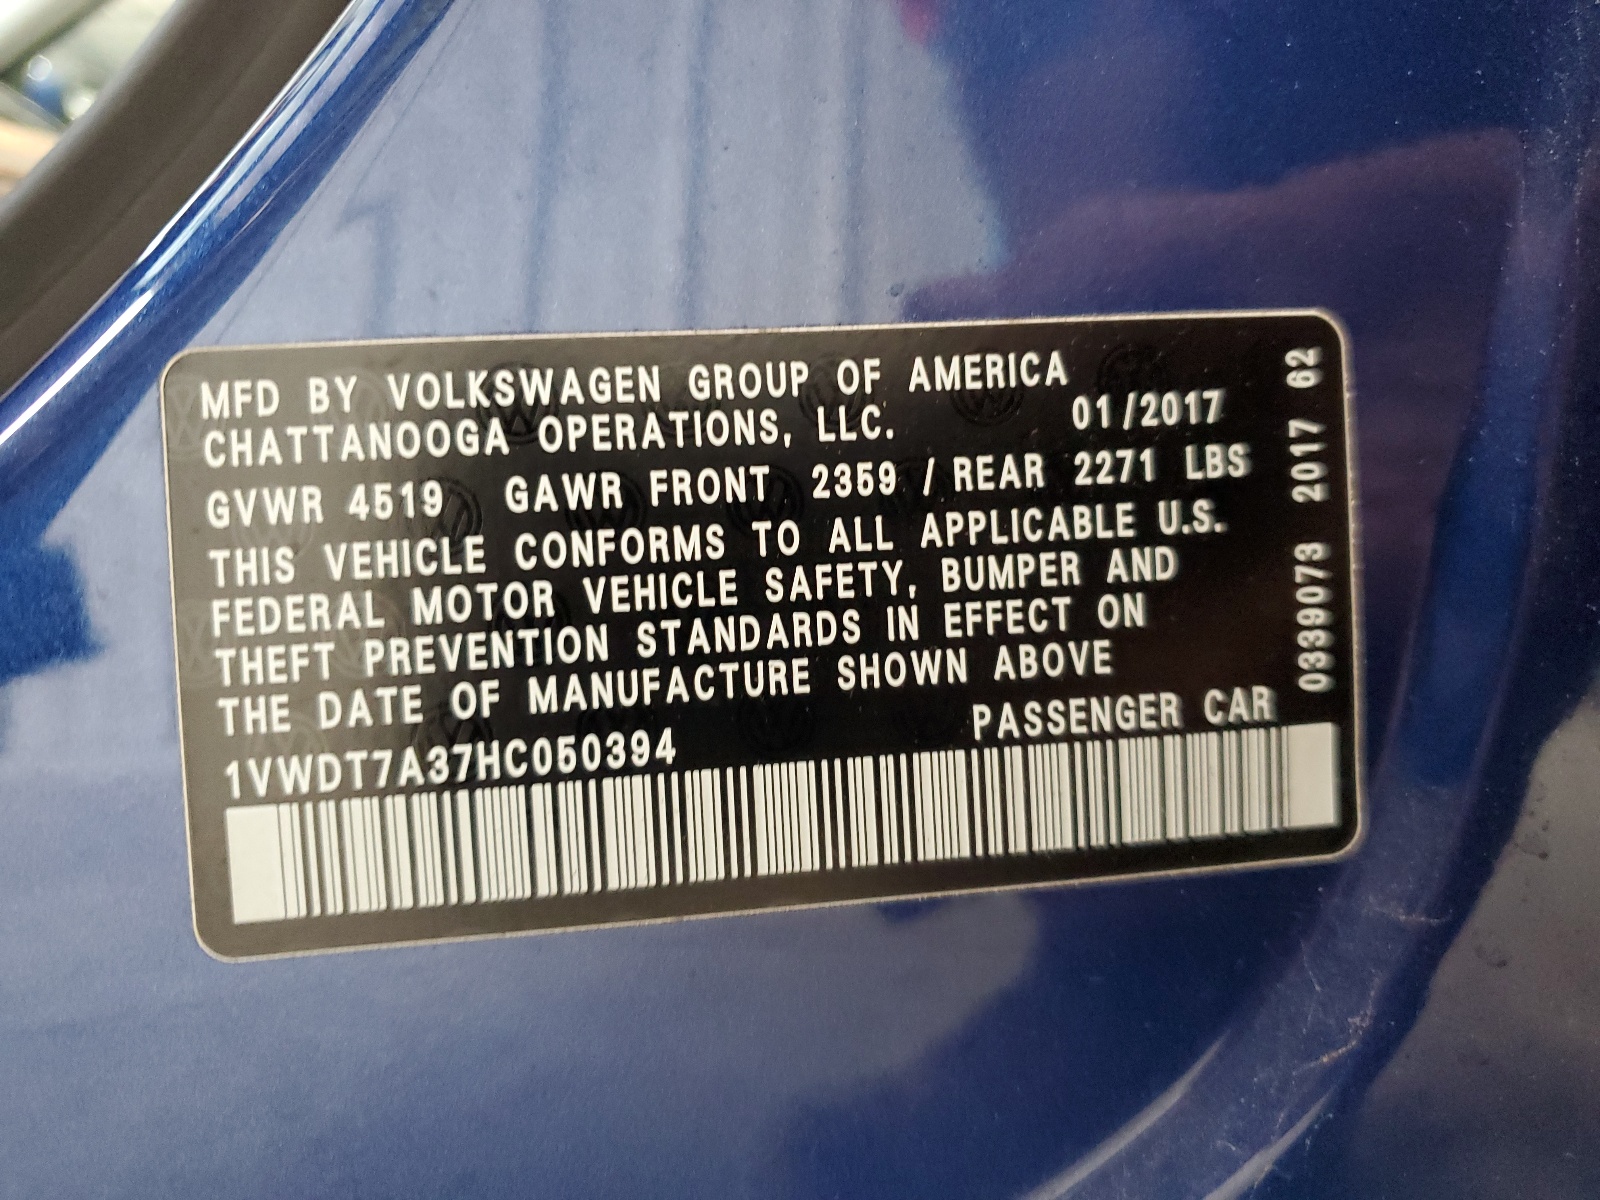 MFD BY VOLKSWAGEN GROUP OF AMERICA
CHATTANOOGA OPERATIONS, LLC. 01/2017
GVWR 4519 GAWR FRONT 2359 / REAR 2271 LBS
THIS VEHICLE CONFORMS TO ALL APPLICABLE U.S.
FEDERAL MOTOR VEHICLE SAFETY, BUMPER AND
THEFT PREVENTION STANDARDS IN EFFECT ON
THE DATE OF MANUFACTURE SHOWN ABOVE
1VWDT7A37HC050394 PASSENGER CAR
0339073 2017 62